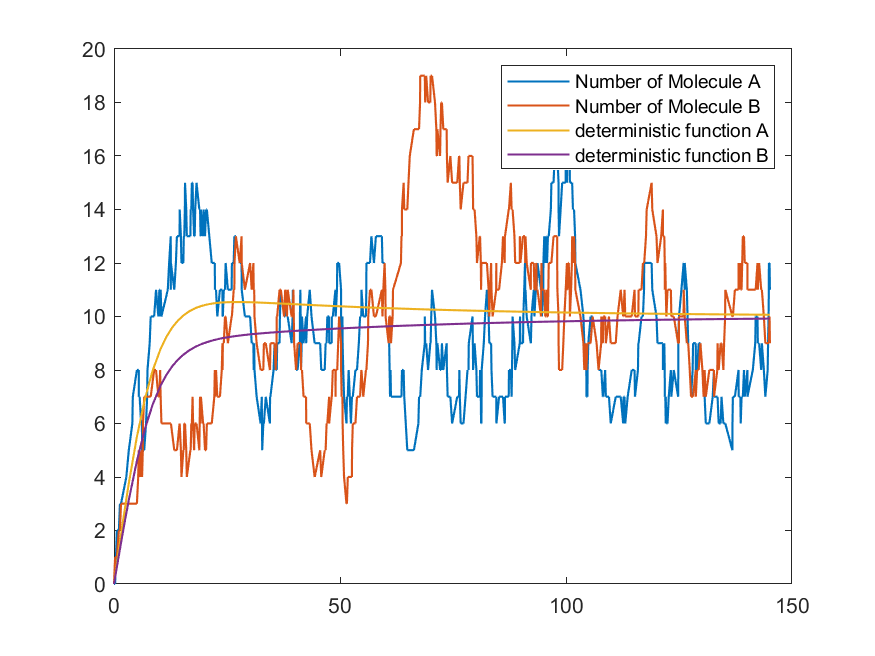 20
18
16
14
12
10
8
6
4
2
0
0 50 100 150
Number of Molecule A
Number of Molecule B
deterministic function A
deterministic function B